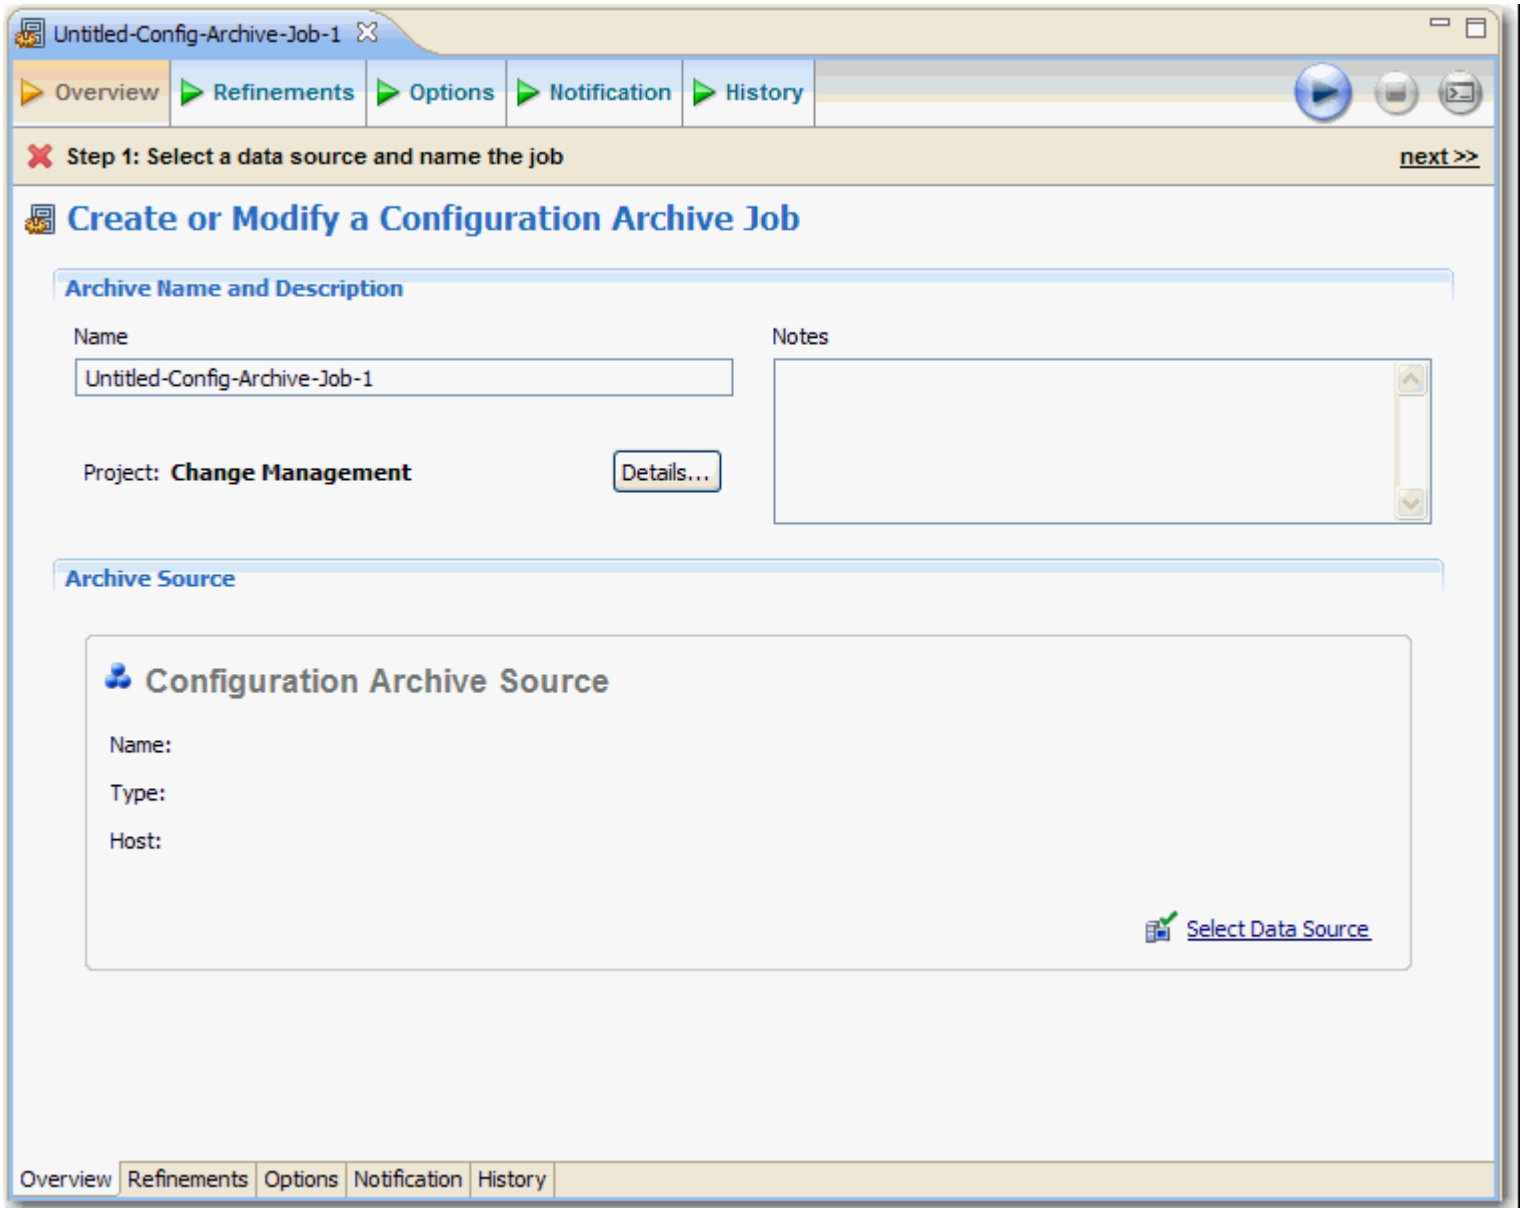 Untitled-Config-Archive-Job-1
Overview Refinements Options Notification History
Step 1: Select a data source and name the job next >>
Create or Modify a Configuration Archive Job
Archive Name and Description
Name Notes
Untitled-Config-Archive-Job-1
Project: Change Management Details...
Archive Source
Configuration Archive Source
Name:
Type:
Host:
Select Data Source
Overview Refinements Options Notification History